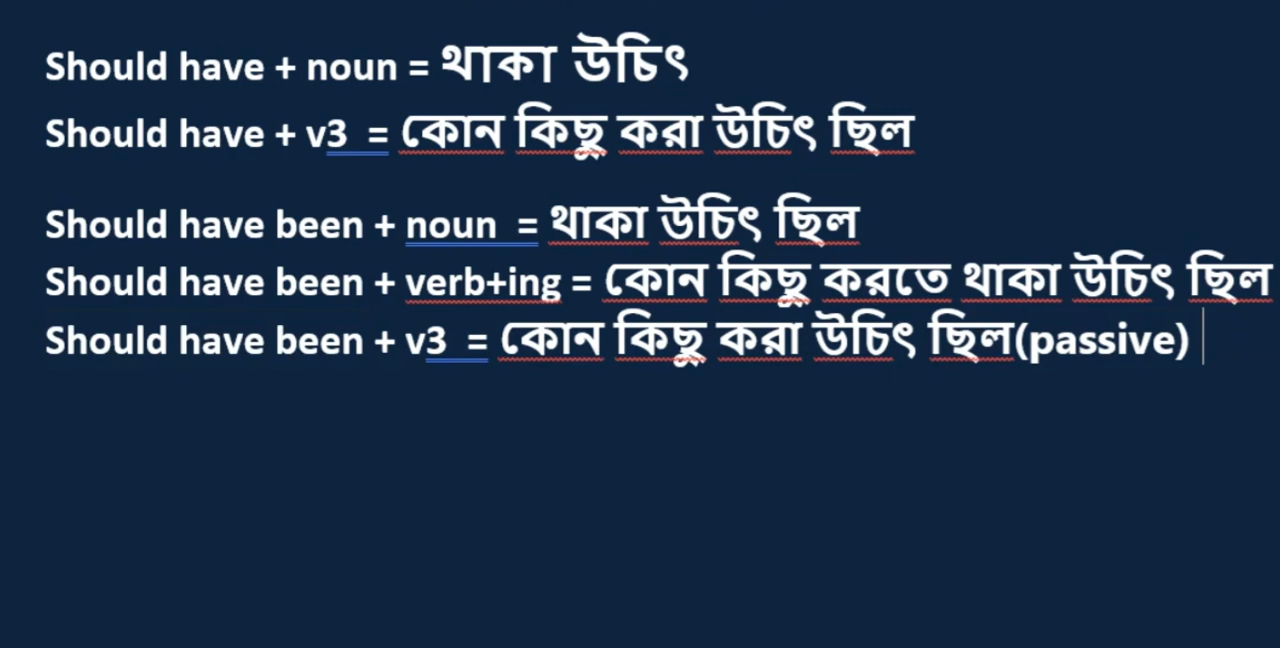 Should have + noun = থাকা উচিৎ
Should have + v3 = কোন কিছু করা উচিৎ ছিল
Should have been + noun = থাকা উচিৎ ছিল
Should have been + verb+ing = কোন কিছু করতে থাকা উচিৎ ছিল
Should have been + v3 = কোন কিছু করা উচিৎ ছিল(passive)